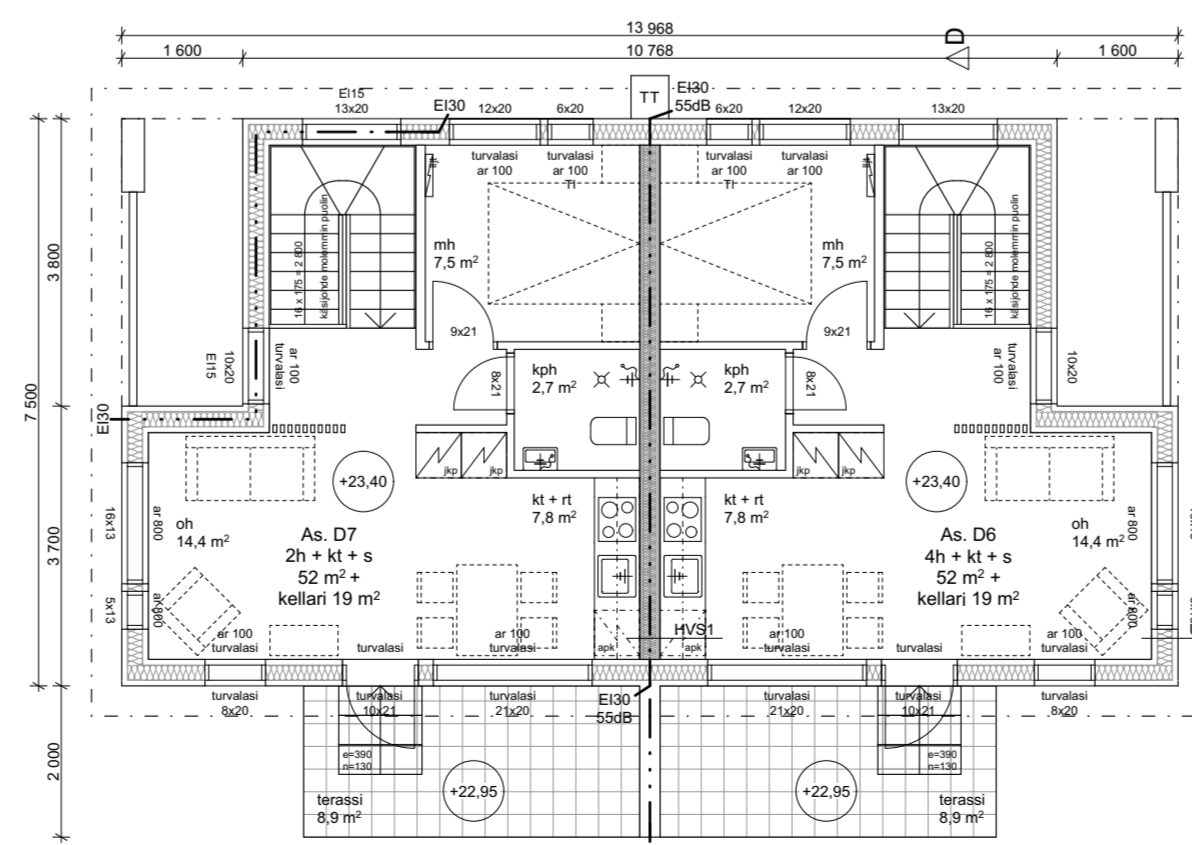 13 968
1 600
10 768
1 600
D
TT
EI15
13x20
EI30
12x20
6x20
EI30
55dB
6x20
12x20
13x20
turvalasi
ar 100
turvalasi
ar 100
TI
turvalasi
ar 100
TI
turvalasi
ar 100
7 500
3 800
3 700
2 000
16 x 175 = 2 800
käsijohde molemmin puolin
mh
7,5 m²
mh
7,5 m²
16 x 175 = 2 800
käsijohde molemmin puolin
9x21
9x21
10x20
EI15
ar 100
turvalasi
8x21
kph
2,7 m²
kph
2,7 m²
8x21
ar 100
turvalasi
10x20
EI30
jkp
jkp
jkp
jkp
+23,40
+23,40
16x13
ar 800
oh
14,4 m²
As. D7
2h + kt + s
52 m² +
kellari 19 m²
kt + rt
7,8 m²
kt + rt
7,8 m²
As. D6
4h + kt + s
52 m² +
kellari 19 m²
oh
14,4 m²
ar 800
5x13
ar 800
ar 800
HVS1
ar 100
turvalasi
turvalasi
ar 100
turvalasi
apk
apk
ar 100
turvalasi
turvalasi
ar 100
turvalasi
turvalasi
8x20
turvalasi
10x21
turvalasi
21x20
EI30
55dB
turvalasi
21x20
turvalasi
10x21
turvalasi
8x20
e=390
n=130
e=390
n=130
+22,95
+22,95
terassi
8,9 m²
terassi
8,9 m²